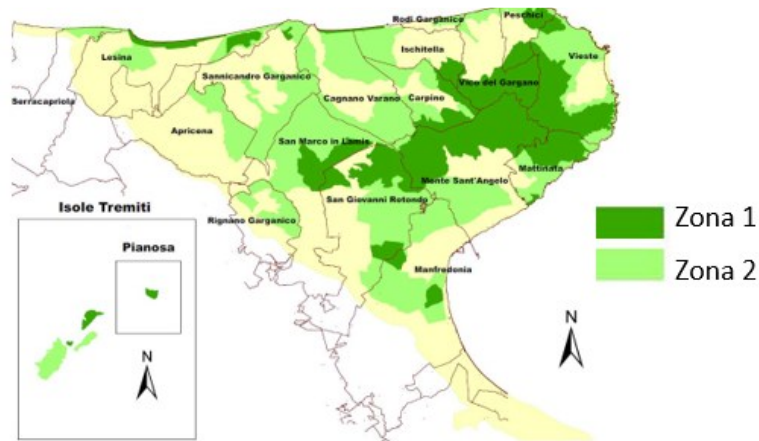 Rodi Garganico
Peschici
Lesina
Ischitella
Vieste
Sannicandro Garganico
Vico del Gargano
Serracapriola
Cagnano Varano
Carpino
Apricena
San Marco in Lamis
Mattinata
Monte Sant'Angelo
San Giovanni Rotondo
Rignano Garganico
Manfredonia
Isole Tremiti
Pianosa
N
Zona 1
Zona 2
N